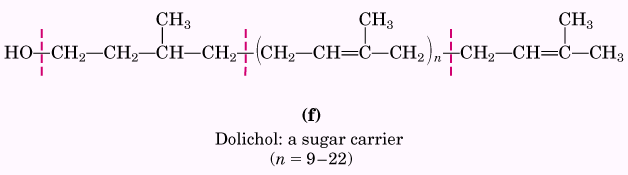 CH₃ CH₃ CH₃
HO—CH₂—CH₂—CH—CH₂—(CH₂—CH=C—CH₂)ₙ—CH₂—CH=C—CH₃
(f)
Dolichol: a sugar carrier
(n = 9–22)